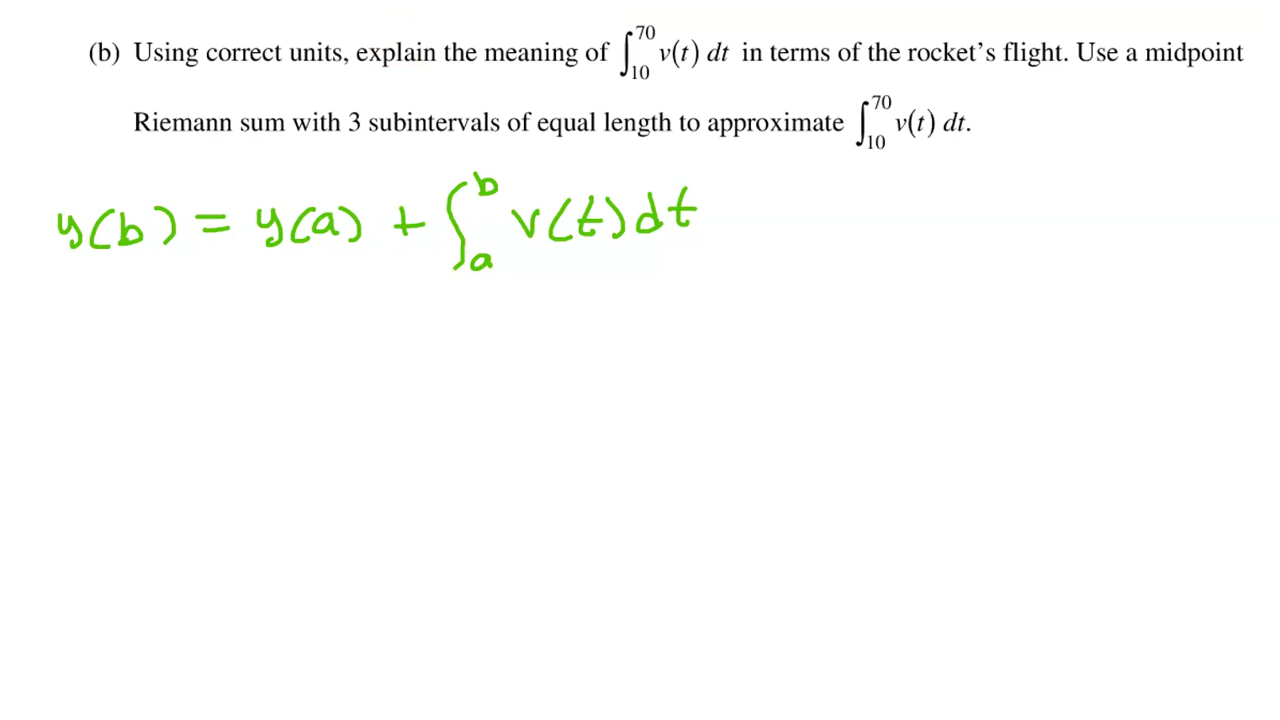 (b) Using correct units, explain the meaning of ∫₁₀⁷⁰ v(t) dt in terms of the rocket’s flight. Use a midpoint
Riemann sum with 3 subintervals of equal length to approximate ∫₁₀⁷⁰ v(t) dt.
y(b) = y(a) + ∫ₐᵇ v(t)dt